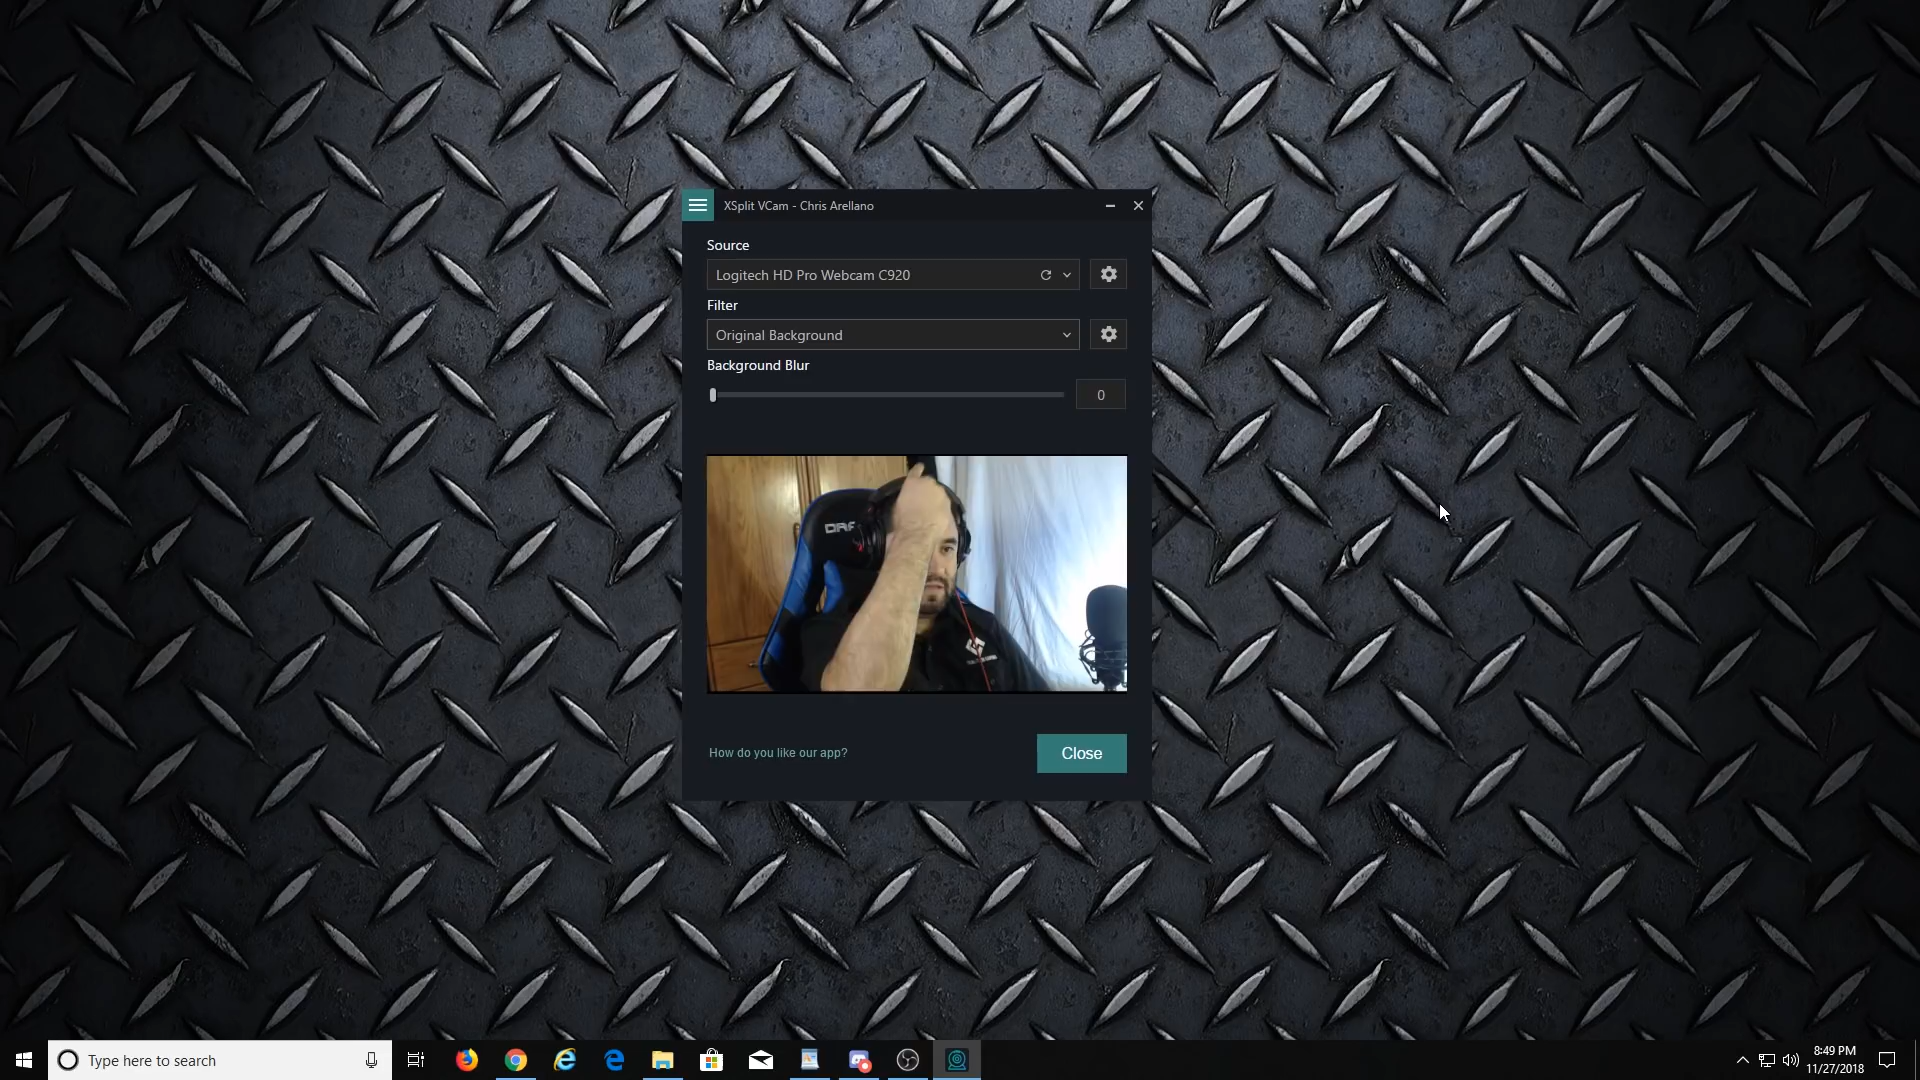 XSplit VCam - Chris Arellano
Source
Logitech HD Pro Webcam C920
Filter
Original Background
Background Blur
0
How do you like our app?
Close
Type here to search
8:49 PM
11/27/2018